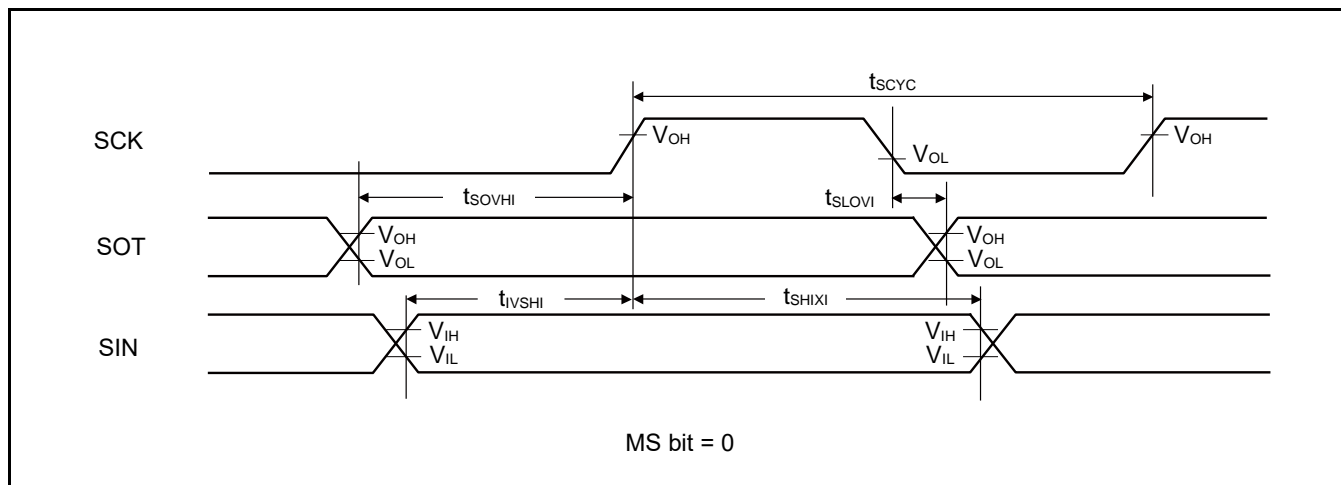 tSCYC
SCK
VOH
VOL
VOH
tSOVHI
tSLOVI
SOT
VOH
VOL
VOH
VOL
tIVSHI
tSHIXI
SIN
VIH
VIL
VIH
VIL
MS bit = 0